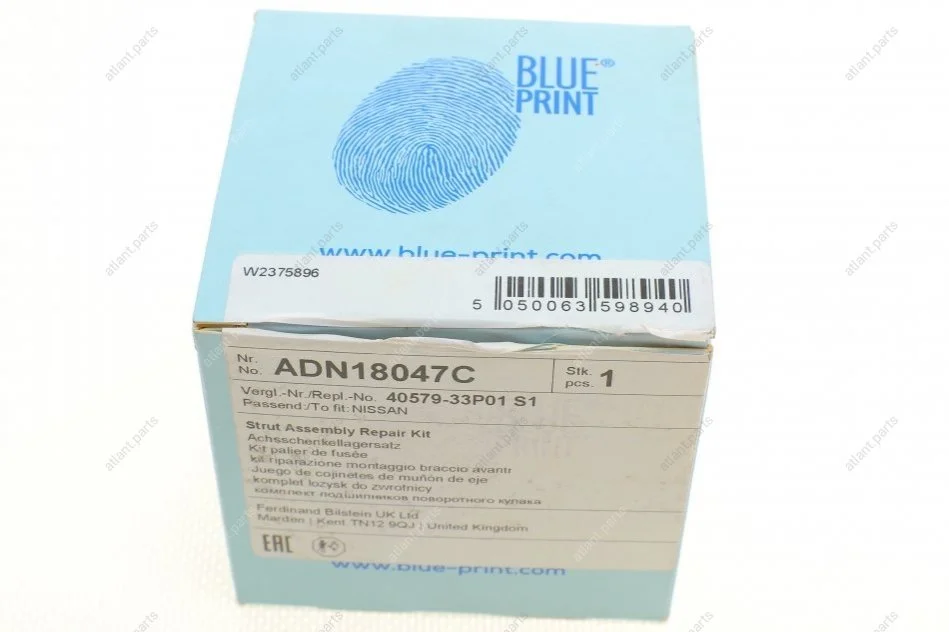 BLUE®
PRINT
www.blue-print.com
W2375896
5 050063 598940
Nr.
No. ADN18047C
Stk.
pcs. 1
Vergl.-Nr./Repl.-No. 40579-33P01 S1
Passend:/To fit: NISSAN
Strut Assembly Repair Kit
Achsschenkellagersatz
Kit palier de fusée
kit riparazione montaggio braccio avantr
Juego de cojinetes de muñón de eje
komplet łożysk do zwrotnicy
комплект подшипников поворотного кулака
Ferdinand Bilstein UK Ltd
Marden | Kent TN12 9QJ | United Kingdom
EAC
www.blue-print.com
atlant.parts